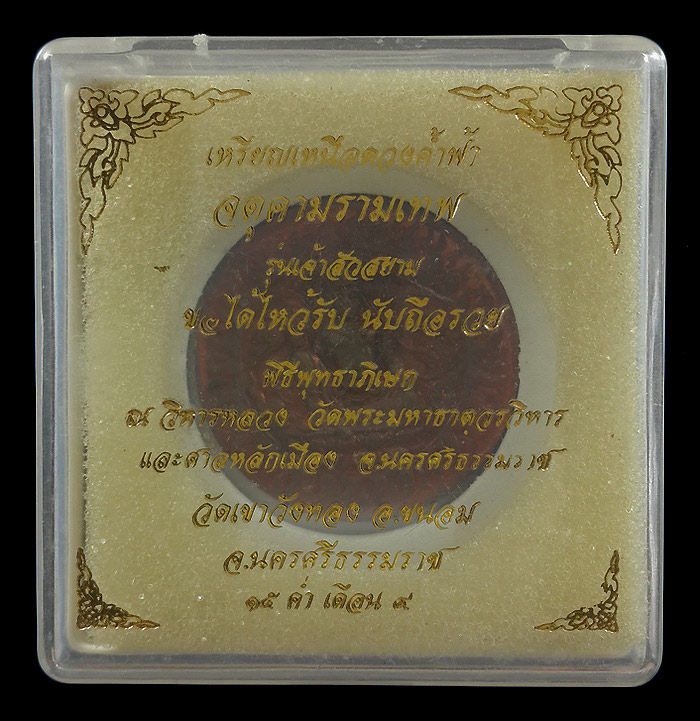 เหรียญเหนือดวงค้ำฟ้า
จตุคามรามเทพ
รุ่นเจ้าสัวสยาม
ขอได้ไหว้รับ นับถือรวย
พิธีพุทธาภิเษก
ณ วิหารหลวง วัดพระมหาธาตุวรวิหาร
และศาลหลักเมือง จ.นครศรีธรรมราช
วัดเขาวังทอง อ.ขนอม
จ.นครศรีธรรมราช
๑๕ ค่ำ เดือน ๙